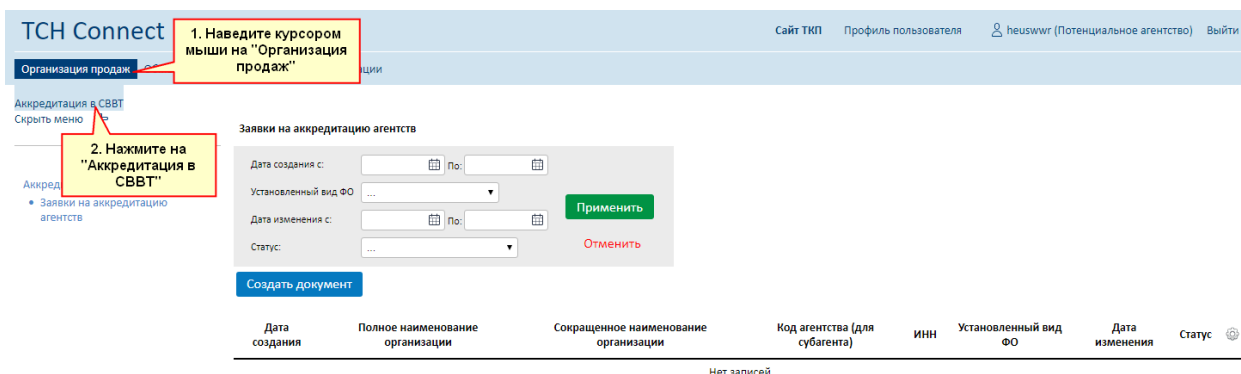 TCH Connect
Сайт ТКП Профиль пользователя heuswwr (Потенциальное агентство) Выйти
1. Наведите курсором
мыши на "Организация
продаж"
Организация продаж
Аккредитация в СВВТ
Скрыть меню
2. Нажмите на
"Аккредитация в
СВВТ"
• Заявки на аккредитацию
агентств
Заявки на аккредитацию агентств
Дата создания с: По:
Установленный вид ФО ...
Дата изменения с: По:
Статус: ...
Применить
Отменить
Создать документ
Дата
создания
Полное наименование
организации
Сокращенное наименование
организации
Код агентства (для
субагента)
ИНН
Установленный вид
ФО
Дата
изменения
Статус
Нет записей